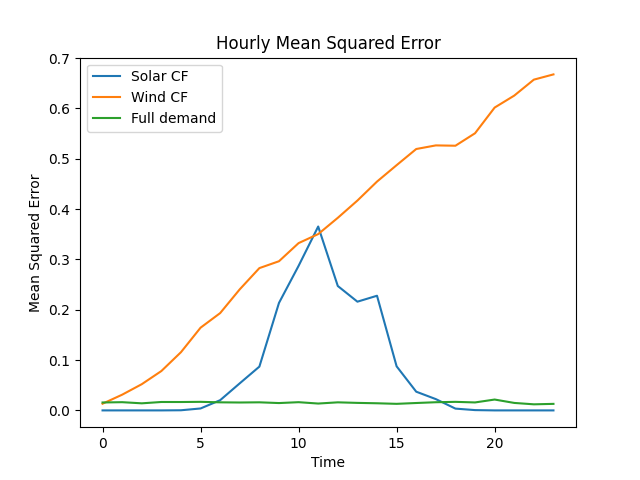 Hourly Mean Squared Error
Solar CF
Wind CF
Full demand
Mean Squared Error
0.7
0.6
0.5
0.4
0.3
0.2
0.1
0.0
0
5
10
15
20
Time